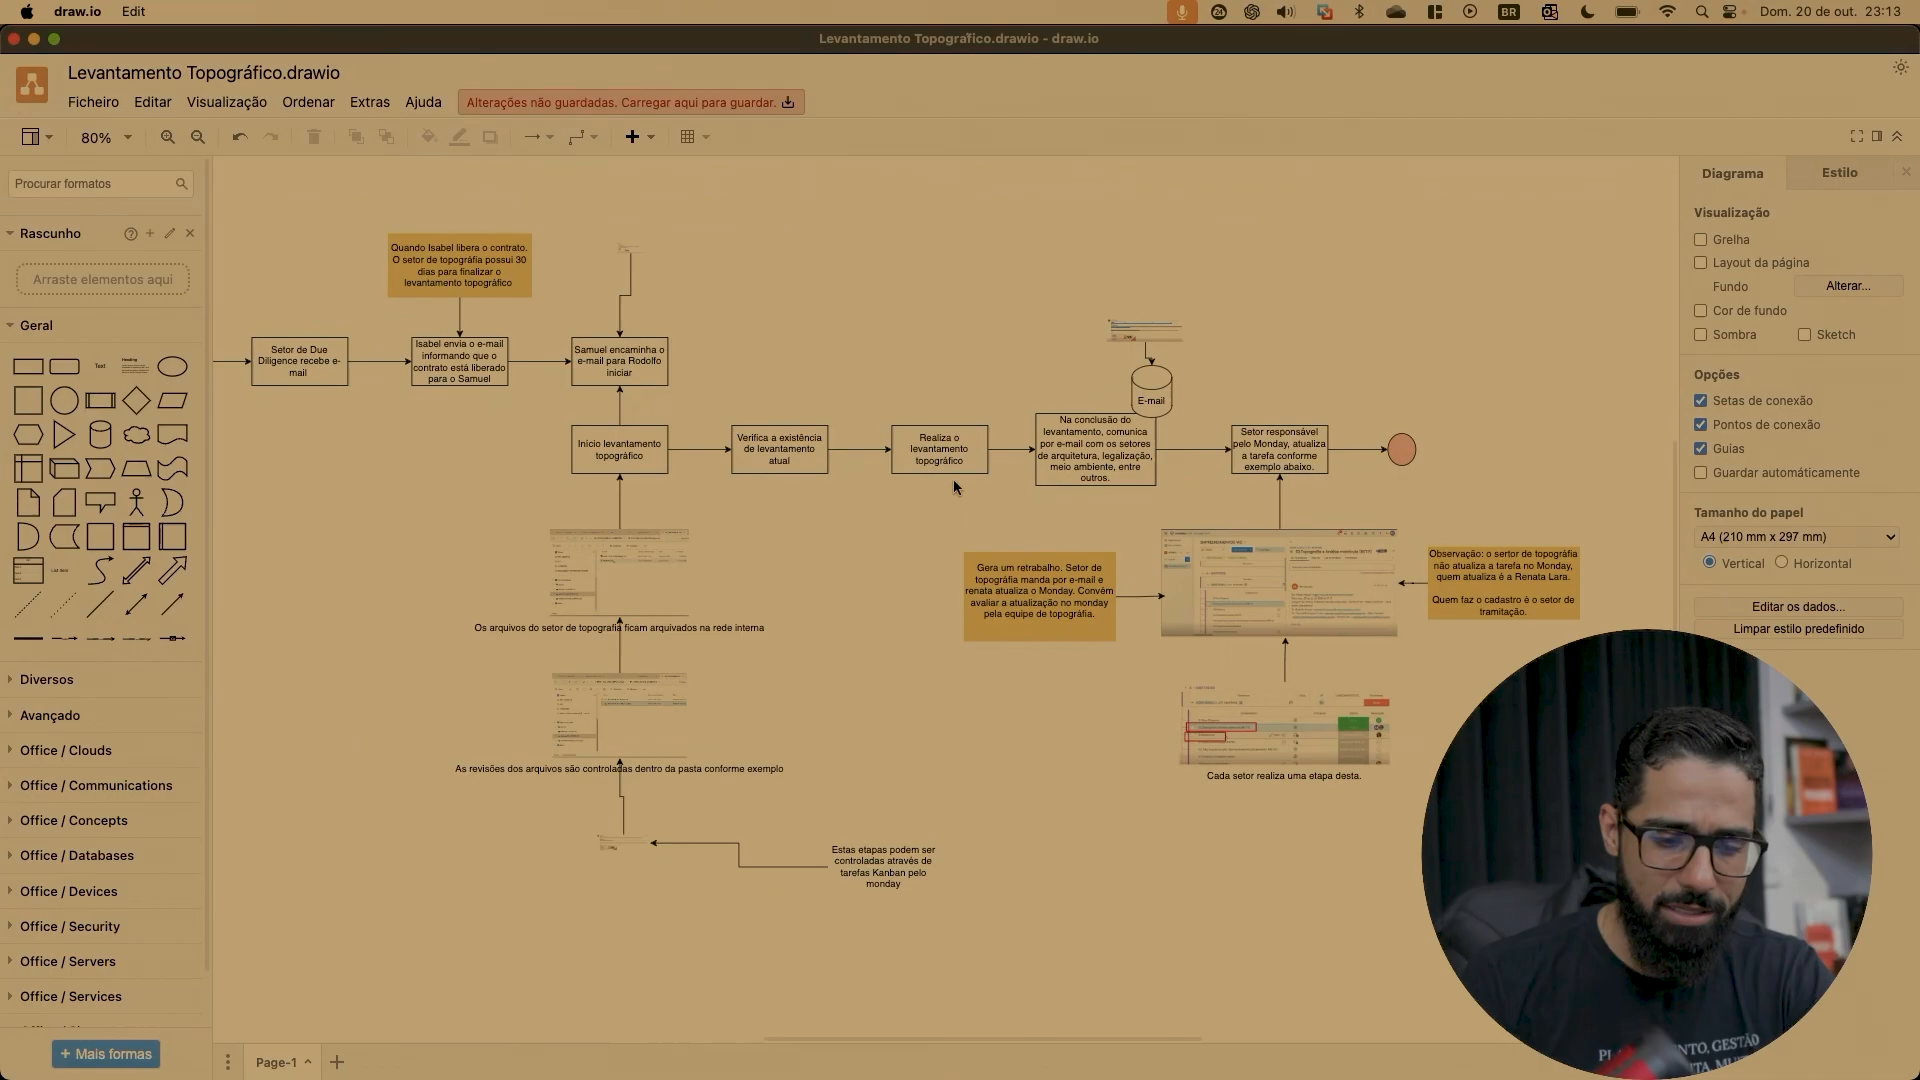 draw.io Edit
BR
Dom. 20 de out. 23:13
Levantamento Topografico.drawio - draw.io
Levantamento Topográfico.drawio
Ficheiro Editar Visualização Ordenar Extras Ajuda
Alterações não guardadas. Carregar aqui para guardar.
80%
Procurar formatos
Rascunho
Arraste elementos aqui
Geral
Text
Heading
List Item
Diversos
Avançado
Office / Clouds
Office / Communications
Office / Concepts
Office / Databases
Office / Devices
Office / Security
Office / Servers
Office / Services
+ Mais formas
Quando Isabel libera o contrato.
O setor de topográfia possui 30
dias para finalizar o
levantamento topográfico
Setor de Due
Diligence recebe e-
mail
Isabel envia o e-mail
informando que o
contrato está liberado
para o Samuel
Samuel encaminha o
e-mail para Rodolfo
iniciar
Início levantamento
topográfico
Verifica a existência
de levantamento
atual
Realiza o
levantamento
topográfico
E-mail
Na conclusão do
levantamento, comunica
por e-mail com os setores
de arquitetura, legalização,
meio ambiente, entre
outros.
Setor responsável
pelo Monday, atualiza
a tarefa conforme
exemplo abaixo.
Os arquivos do setor de topografia ficam arquivados na rede interna
As revisões dos arquivos são controladas dentro da pasta conforme exemplo
Estas etapas podem ser
controladas através de
tarefas Kanban pelo
monday
Gera um retrabalho. Setor de
topográfia manda por e-mail e
renata atualiza o Monday. Convém
avaliar a atualização no monday
pela equipe de topográfia.
Observação: o sertor de topográfia
não atualiza a tarefa no Monday,
quem atualiza é a Renata Lara.
Quem faz o cadastro é o setor de
tramitação.
Cada setor realiza uma etapa desta.
Page-1
Diagrama Estilo
Visualização
Grelha
Layout da página
Fundo Alterar...
Cor de fundo
Sombra Sketch
Opções
Setas de conexão
Pontos de conexão
Guias
Guardar automáticamente
Tamanho do papel
A4 (210 mm x 297 mm)
Vertical Horizontal
Editar os dados...
Limpar estilo predefinido